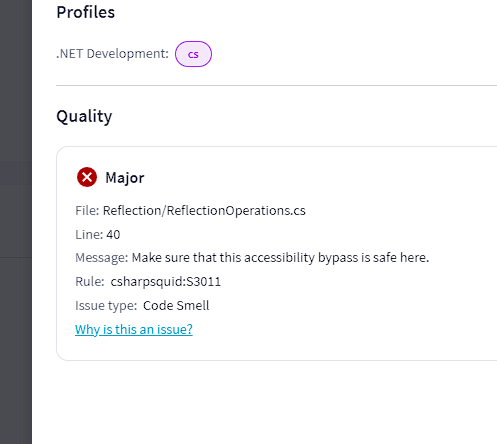 Profiles
.NET Development: cs
Quality
Major
File: Reflection/ReflectionOperations.cs
Line: 40
Message: Make sure that this accessibility bypass is safe here.
Rule: csharpsquid:S3011
Issue type: Code Smell
Why is this an issue?